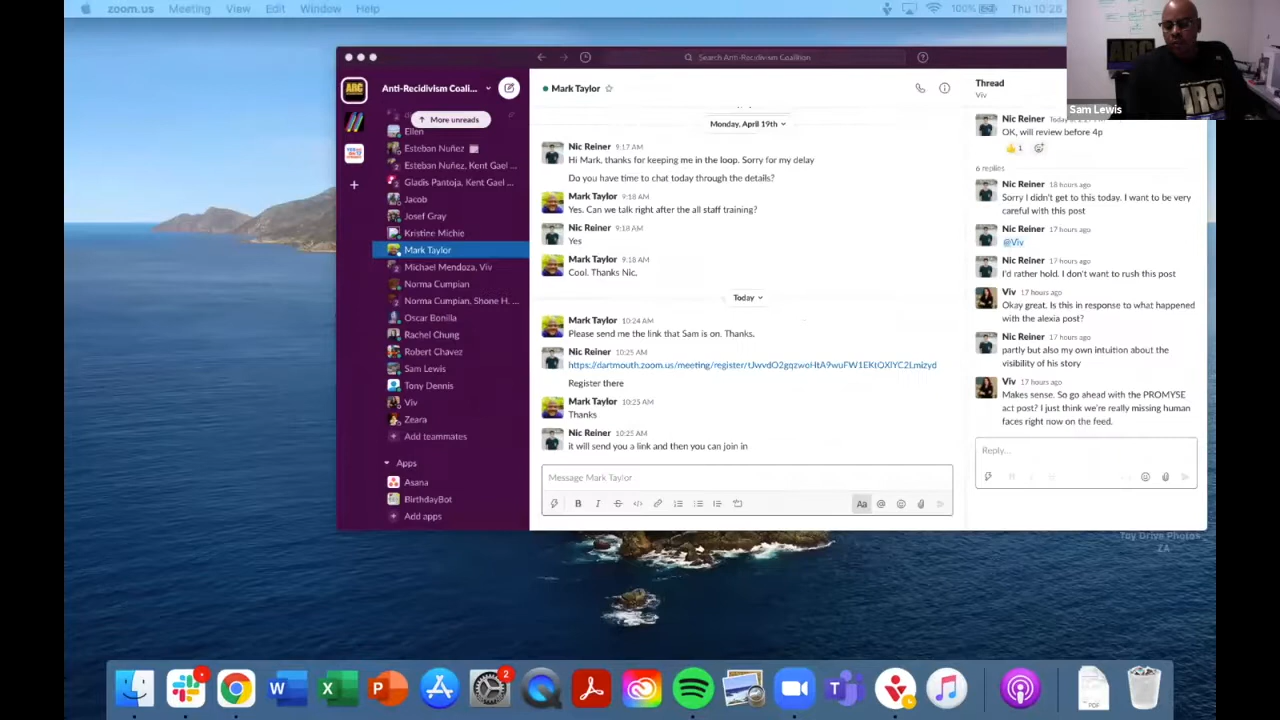 zoom.us Meeting View Edit Window Help
100% Thu 10:26
Sam Lewis
Search Anti-Recidivism Coalition
ARC
Anti-Recidivism Coali...
More unreads
Ellen
Esteban Nuñez
Esteban Nuñez, Kent Gael ...
Gladis Pantoja, Kent Gael ...
Jacob
Josef Gray
Kristine Michie
Mark Taylor
Michael Mendoza, Viv
Norma Cumpian
Norma Cumpian, Shone H. ...
Oscar Bonilla
Rachel Chung
Robert Chavez
Sam Lewis
Tony Dennis
Viv
Zeara
Add teammates
Apps
Asana
BirthdayBot
Add apps
Mark Taylor
Monday, April 19th
Nic Reiner 9:17 AM
Hi Mark, thanks for keeping me in the loop. Sorry for my delay
Do you have time to chat today through the details?
Mark Taylor 9:18 AM
Yes. Can we talk right after the all staff training?
Nic Reiner 9:18 AM
Yes
Mark Taylor 9:18 AM
Cool. Thanks Nic.
Today
Mark Taylor 10:24 AM
Please send me the link that Sam is on. Thanks.
Nic Reiner 10:25 AM
Register there
Mark Taylor 10:25 AM
Thanks
Nic Reiner 10:25 AM
it will send you a link and then you can join in
Message Mark Taylor
Aa
Thread
Viv
Nic Reiner
OK, will review before 4p
1
6 replies
Nic Reiner 18 hours ago
Sorry I didn't get to this today. I want to be very
careful with this post
Nic Reiner 17 hours ago
@Viv
Nic Reiner 17 hours ago
I'd rather hold. I don't want to rush this post
Viv 17 hours ago
Okay great. Is this in response to what happened
with the alexia post?
Nic Reiner 17 hours ago
partly but also my own intuition about the
visibility of his story
Viv 17 hours ago
Makes sense. So go ahead with the PROMYSE
act post? I just think we're really missing human
faces right now on the feed.
Reply...
Toy Drive Photos
ZA
2
PDF